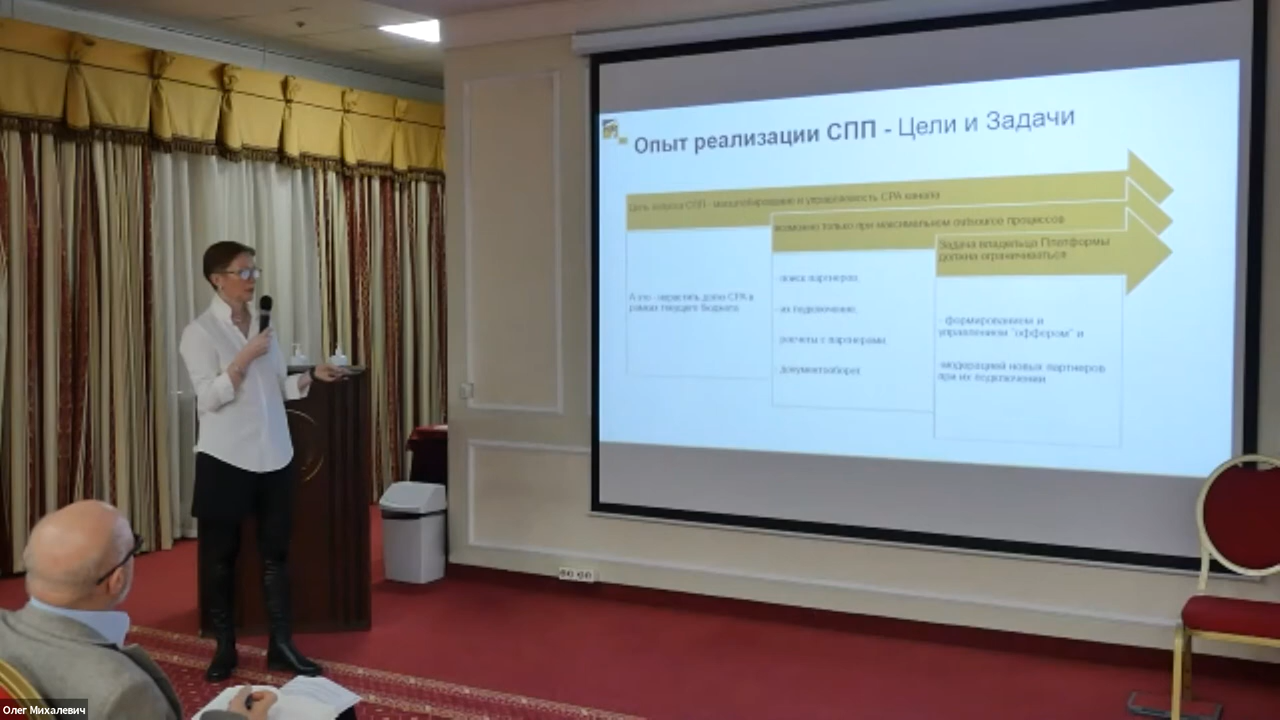 Опыт реализации СПП - Цели и Задачи
Цель запуска СПП - масштабирование и управляемость СРА канала
возможно только при максимальном outsource процессов
Задача владельца Платформы
должна ограничиваться
А это - нарастить долю СРА в
рамках текущего бюджета
- поиск партнеров,
- их подключение,
- расчеты с партнерами,
- документооборот
- формированием и
управлением "оффером" и
-модерацией новых партнеров
при их подключении.
Олег Михалевич